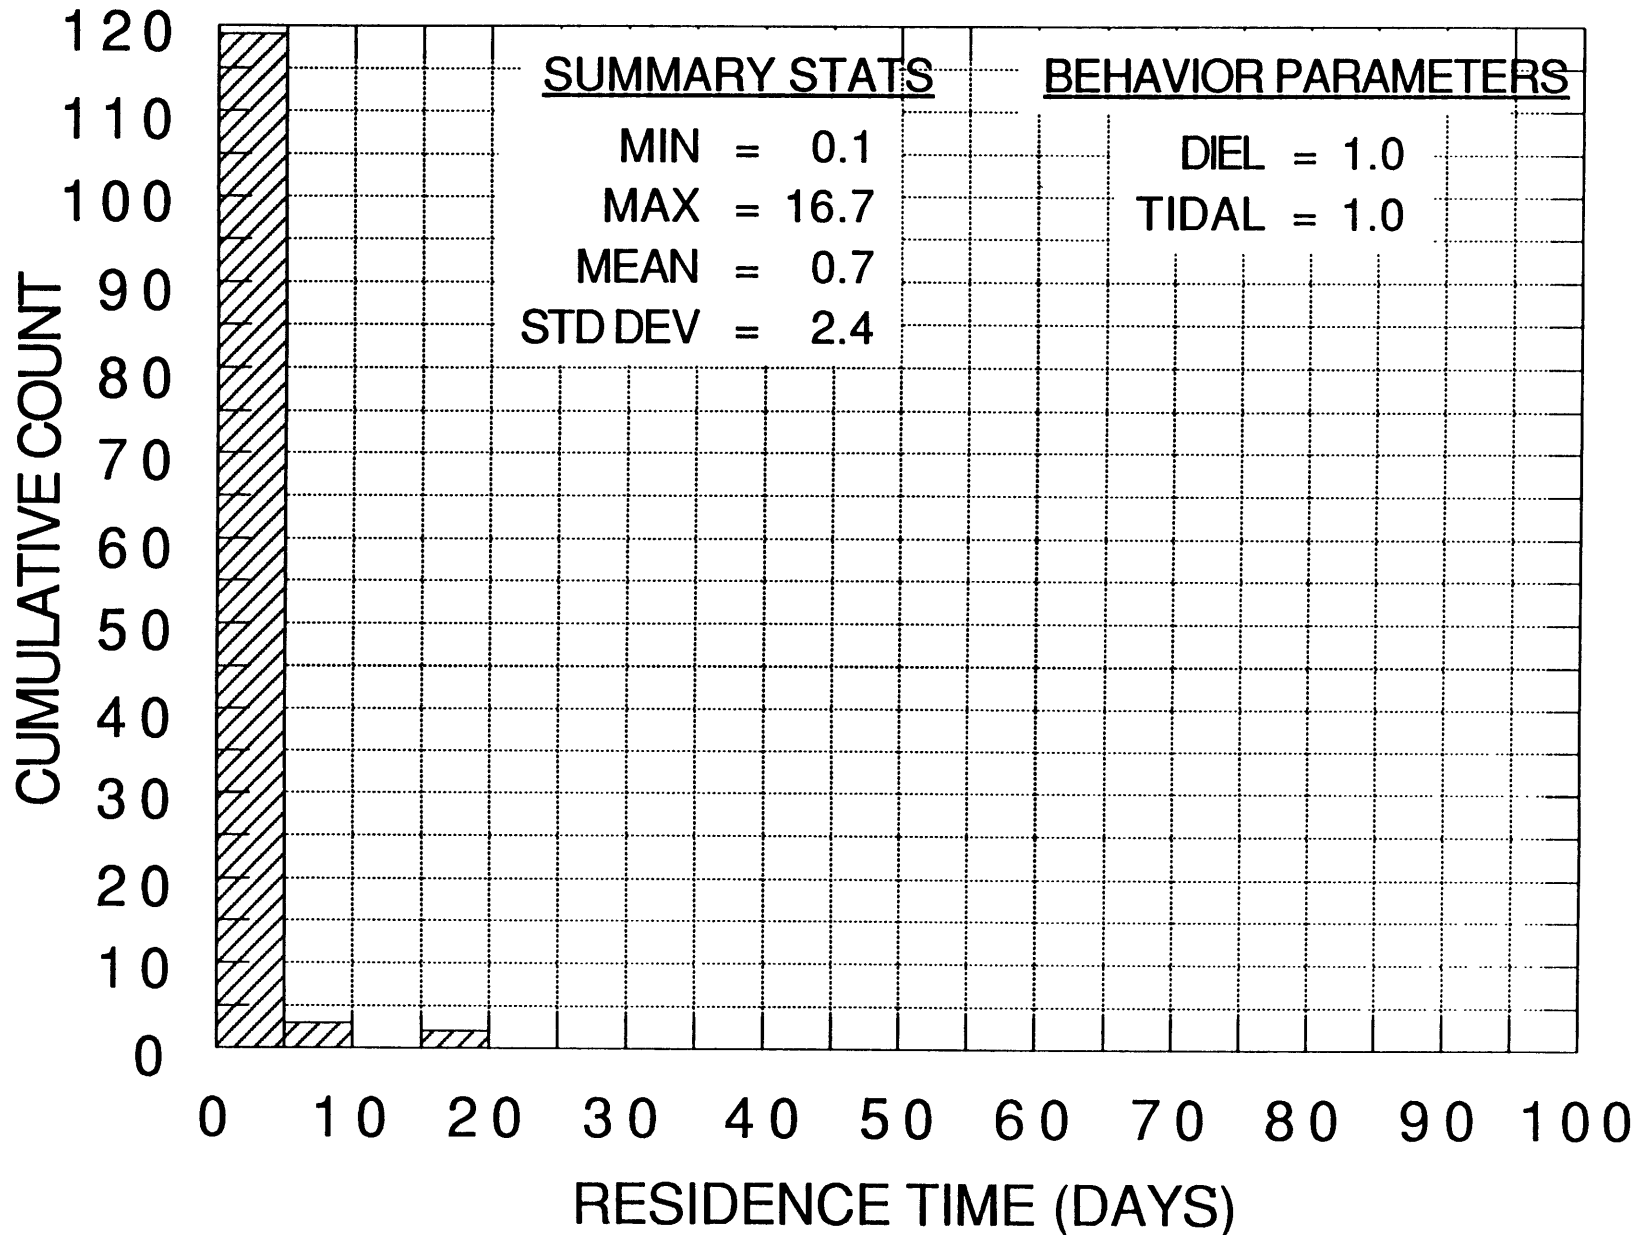 SUMMARY STATS
MIN = 0.1
MAX = 16.7
MEAN = 0.7
STD DEV = 2.4
BEHAVIOR PARAMETERS
DIEL = 1.0
TIDAL = 1.0
CUMULATIVE COUNT
120
110
100
90
80
70
60
50
40
30
20
10
0
0 10 20 30 40 50 60 70 80 90 100
RESIDENCE TIME (DAYS)